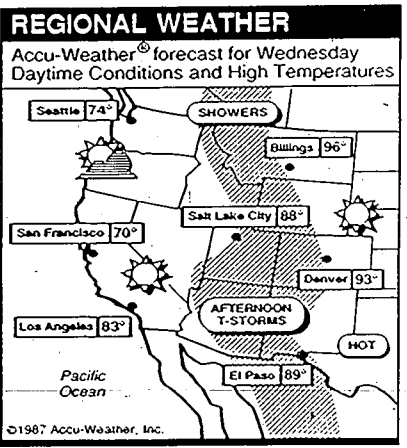 REGIONAL WEATHER
Accu-Weather® forecast for Wednesday
Daytime Conditions and High Temperatures
Seattle 74°
SHOWERS
Billings 96°
Salt Lake City 88°
San Francisco 70°
Denver 93°
AFTERNOON
T-STORMS
Los Angeles 83°
HOT
El Paso 89°
Pacific
Ocean
©1987 Accu-Weather, Inc.